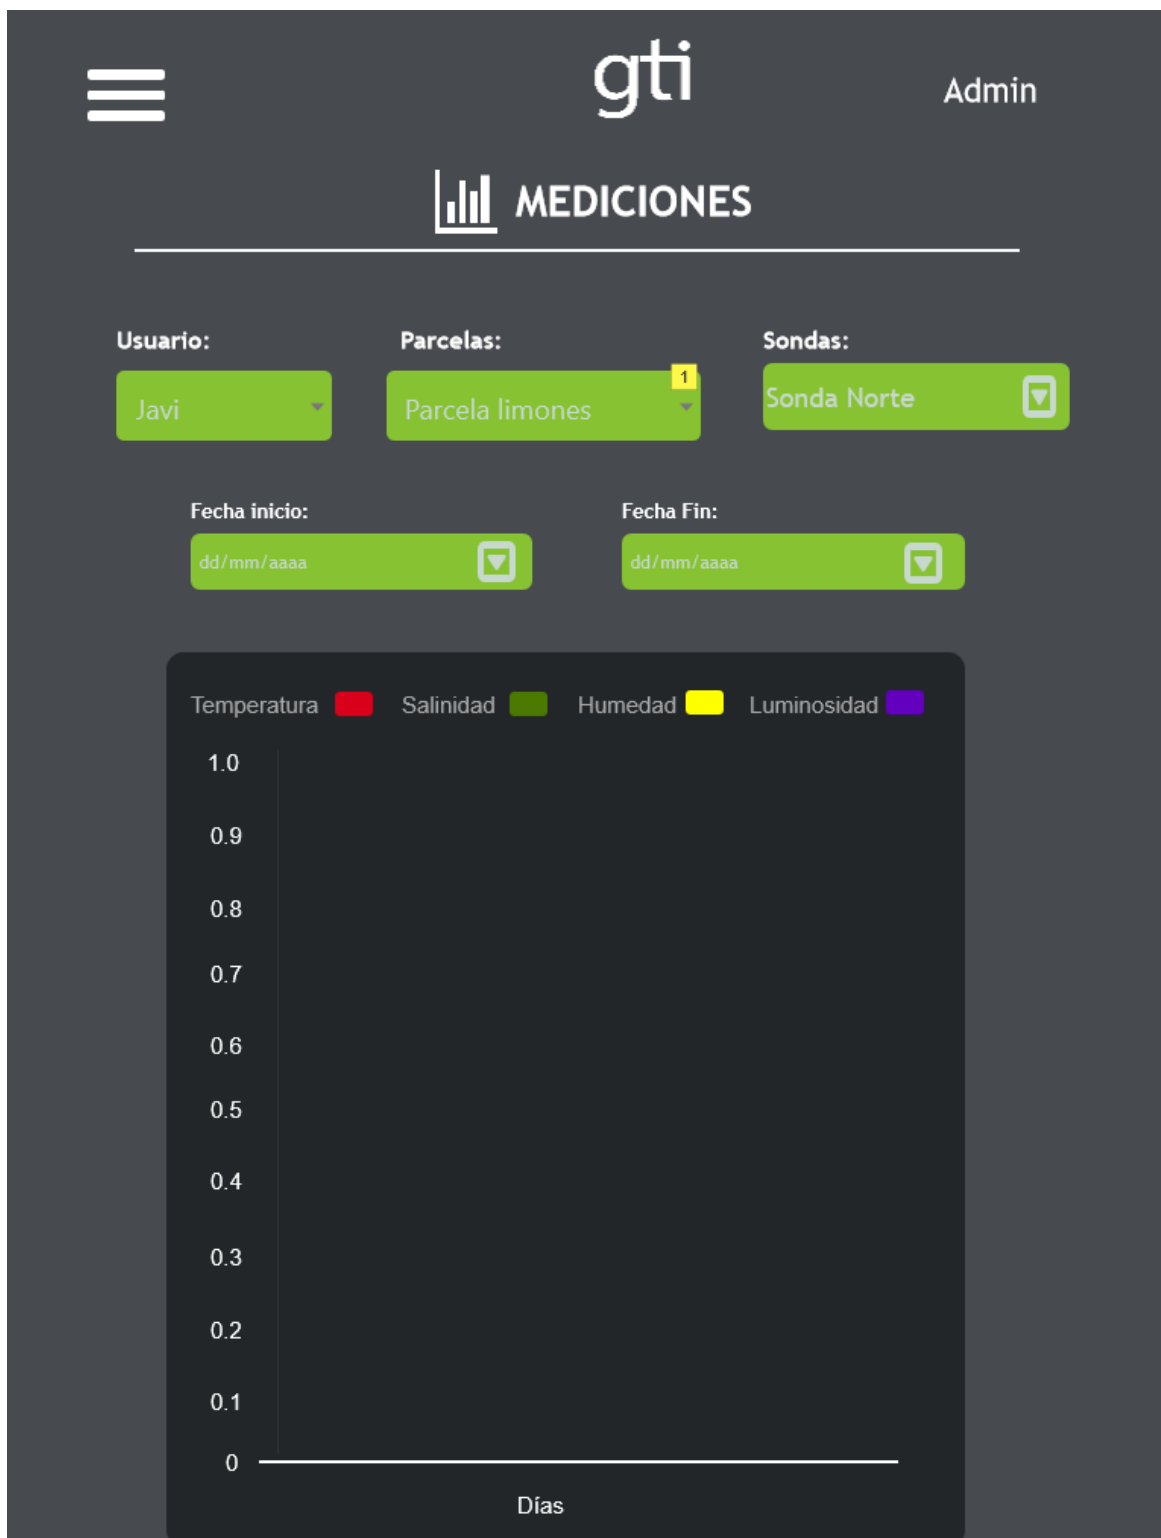 gti
Admin
MEDICIONES
Usuario:
Parcelas:
Sondas:
Javi
Parcela limones
1
Sonda Norte
Fecha inicio:
Fecha Fin:
dd/mm/aaaa
dd/mm/aaaa
Temperatura
Salinidad
Humedad
Luminosidad
1.0
0.9
0.8
0.7
0.6
0.5
0.4
0.3
0.2
0.1
0
Días